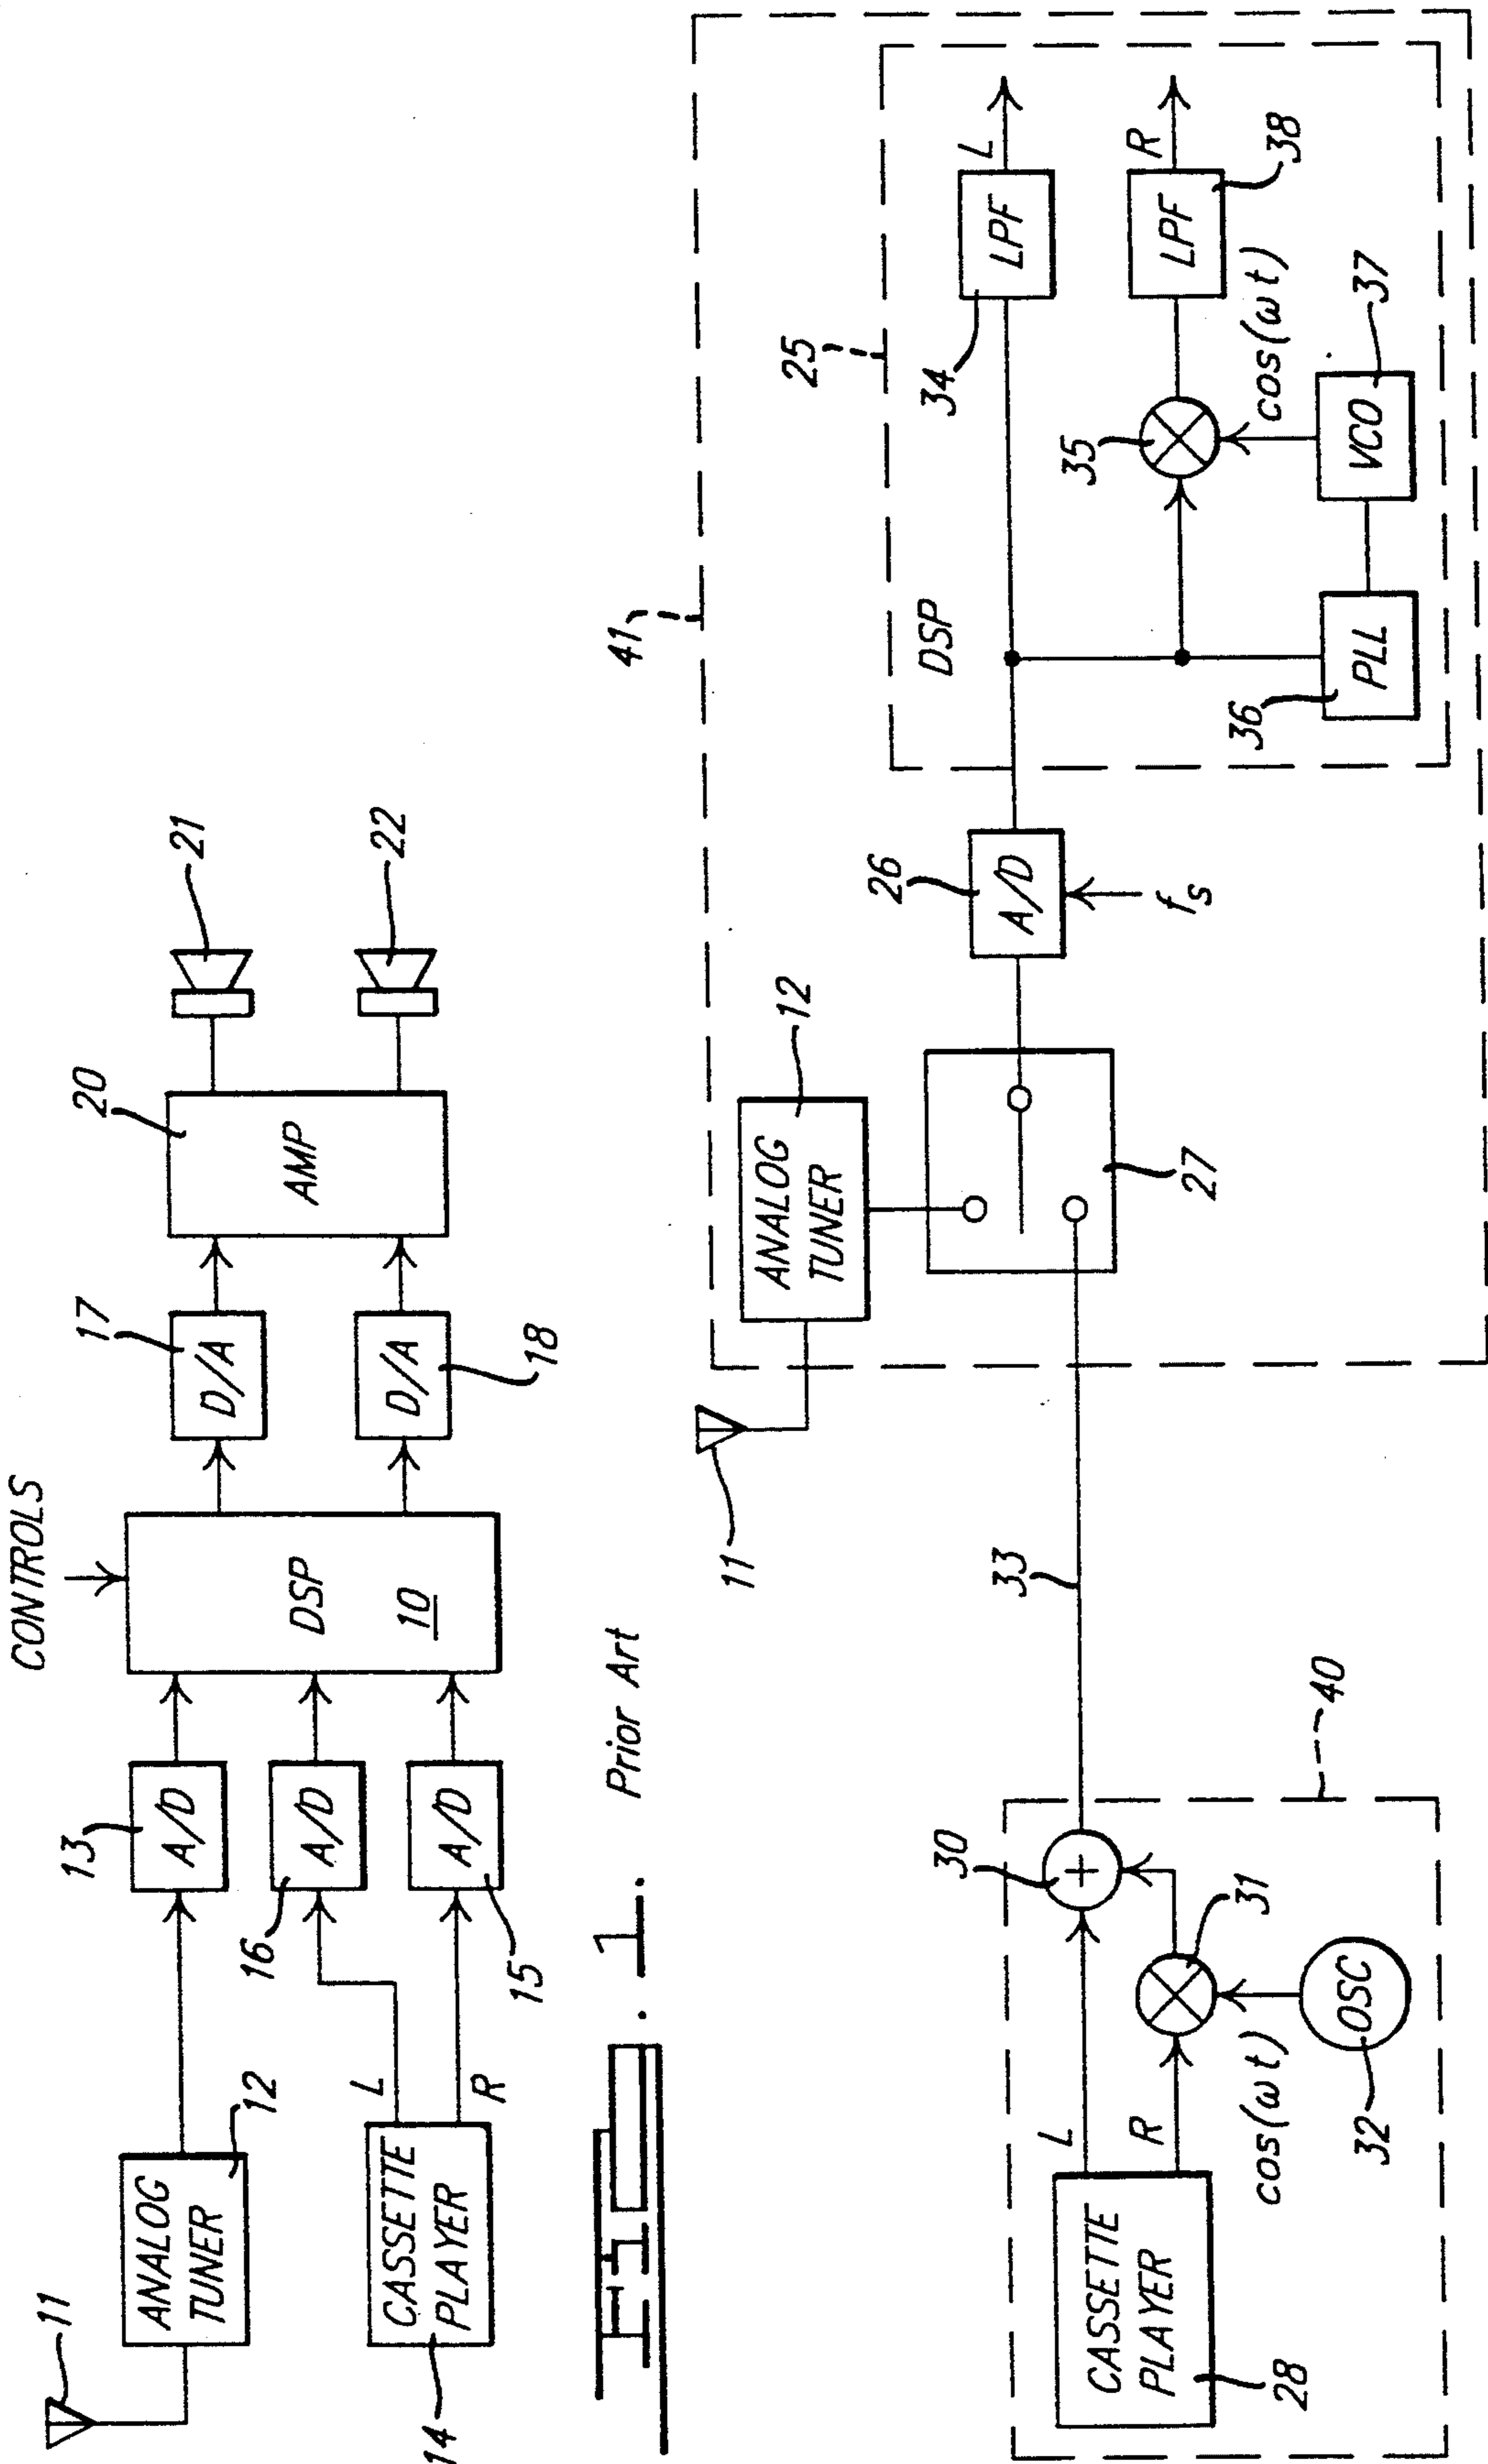 CONTROLS
11
ANALOG
TUNER
12
13
A/D
16
A/D
15
A/D
14
CASSETTE
PLAYER
L
R
DSP
10
17
D/A
D/A
18
20
AMP
21
22
Fig. 1.
Prior Art
41
11
ANALOG
TUNER
12
27
26
A/D
fs
DSP
25
34
LPF
L
35
LPF
R
38
cos(ωt)
VCO
37
36
PLL
33
40
28
CASSETTE
PLAYER
L
R
30
+
31
cos(ωt)
OSC
32